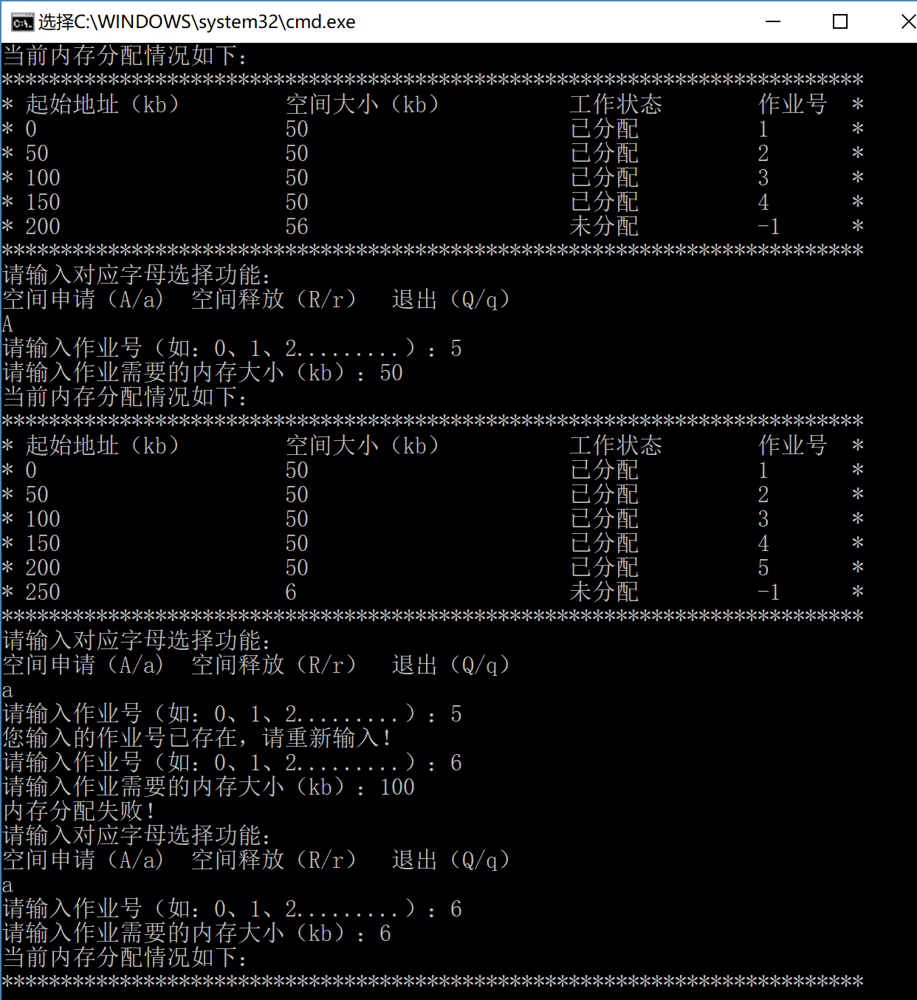 选择C:\WINDOWS\system32\cmd.exe
当前内存分配情况如下：
*************************************************************************
* 起始地址（kb） 空间大小（kb） 工作状态 作业号 *
* 0 50 已分配 1 *
* 50 50 已分配 2 *
* 100 50 已分配 3 *
* 150 50 已分配 4 *
* 200 56 未分配 -1 *
*************************************************************************
请输入对应字母选择功能：
空间申请（A/a） 空间释放（R/r） 退出（Q/q）
A
请输入作业号（如：0、1、2.........）：5
请输入作业需要的内存大小（kb）：50
当前内存分配情况如下：
*************************************************************************
* 起始地址（kb） 空间大小（kb） 工作状态 作业号 *
* 0 50 已分配 1 *
* 50 50 已分配 2 *
* 100 50 已分配 3 *
* 150 50 已分配 4 *
* 200 50 已分配 5 *
* 250 6 未分配 -1 *
*************************************************************************
请输入对应字母选择功能：
空间申请（A/a） 空间释放（R/r） 退出（Q/q）
a
请输入作业号（如：0、1、2.........）：5
您输入的作业号已存在，请重新输入！
请输入作业号（如：0、1、2.........）：6
请输入作业需要的内存大小（kb）：100
内存分配失败！
请输入对应字母选择功能：
空间申请（A/a） 空间释放（R/r） 退出（Q/q）
a
请输入作业号（如：0、1、2.........）：6
请输入作业需要的内存大小（kb）：6
当前内存分配情况如下：
*************************************************************************